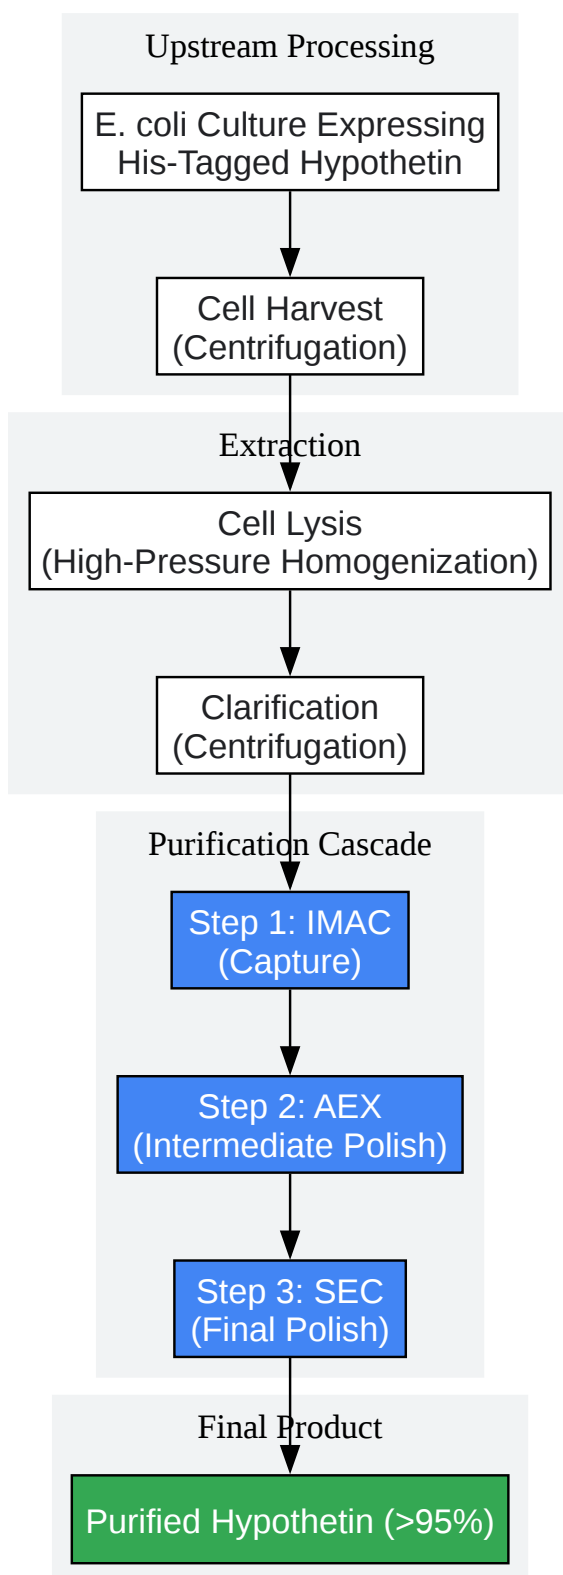 Upstream Processing
E. coli Culture Expressing
His-Tagged Hypothetin
Cell Harvest
(Centrifugation)
Extraction
Cell Lysis
(High-Pressure Homogenization)
Clarification
(Centrifugation)
Purification Cascade
Step 1: IMAC
(Capture)
Step 2: AEX
(Intermediate Polish)
Step 3: SEC
(Final Polish)
Final Product
Purified Hypothetin (>95%)